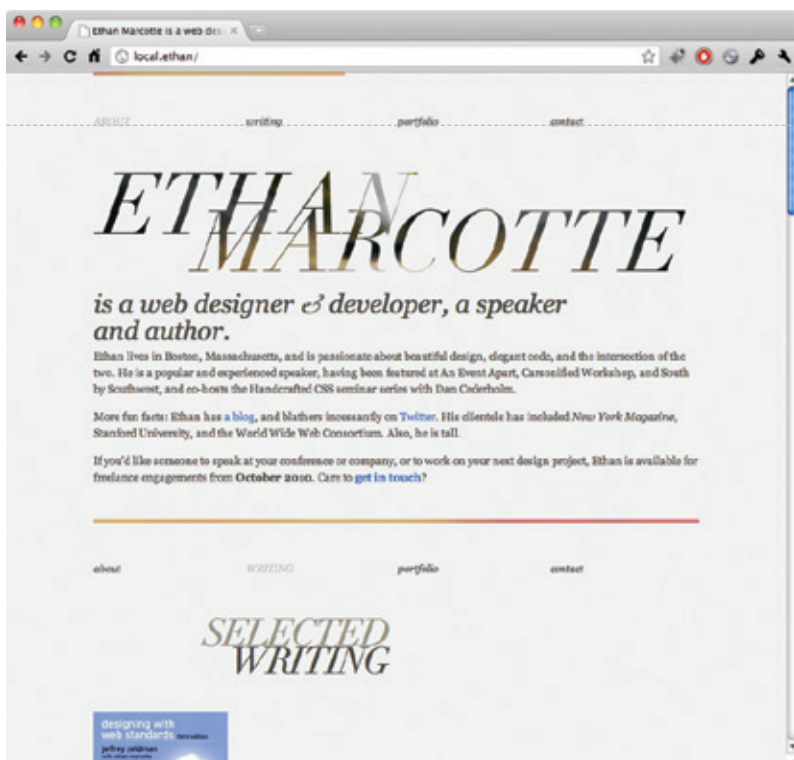 Ethan Marcotte is a web des
local.ethan/
ABOUT writing portfolio contact
ETHAN
MARCOTTE
is a web designer & developer, a speaker
and author.
Ethan lives in Boston, Massachusetts, and is passionate about beautiful design, elegant code, and the intersection of the
two. He is a popular and experienced speaker, having been featured at An Event Apart, Carsonified Workshop, and South
by Southwest, and co-hosts the Handcrafted CSS seminar series with Dan Cederholm.
More fun facts: Ethan has a blog, and blathers incessantly on Twitter. His clientele has included New York Magazine,
Stanford University, and the World Wide Web Consortium. Also, he is tall.
If you'd like someone to speak at your conference or company, or to work on your next design project, Ethan is available for
freelance engagements from October 2010. Care to get in touch?
about WRITING portfolio contact
SELECTED
WRITING
designing with
web standards third edition
jeffrey zeldman
with ethan marcotte